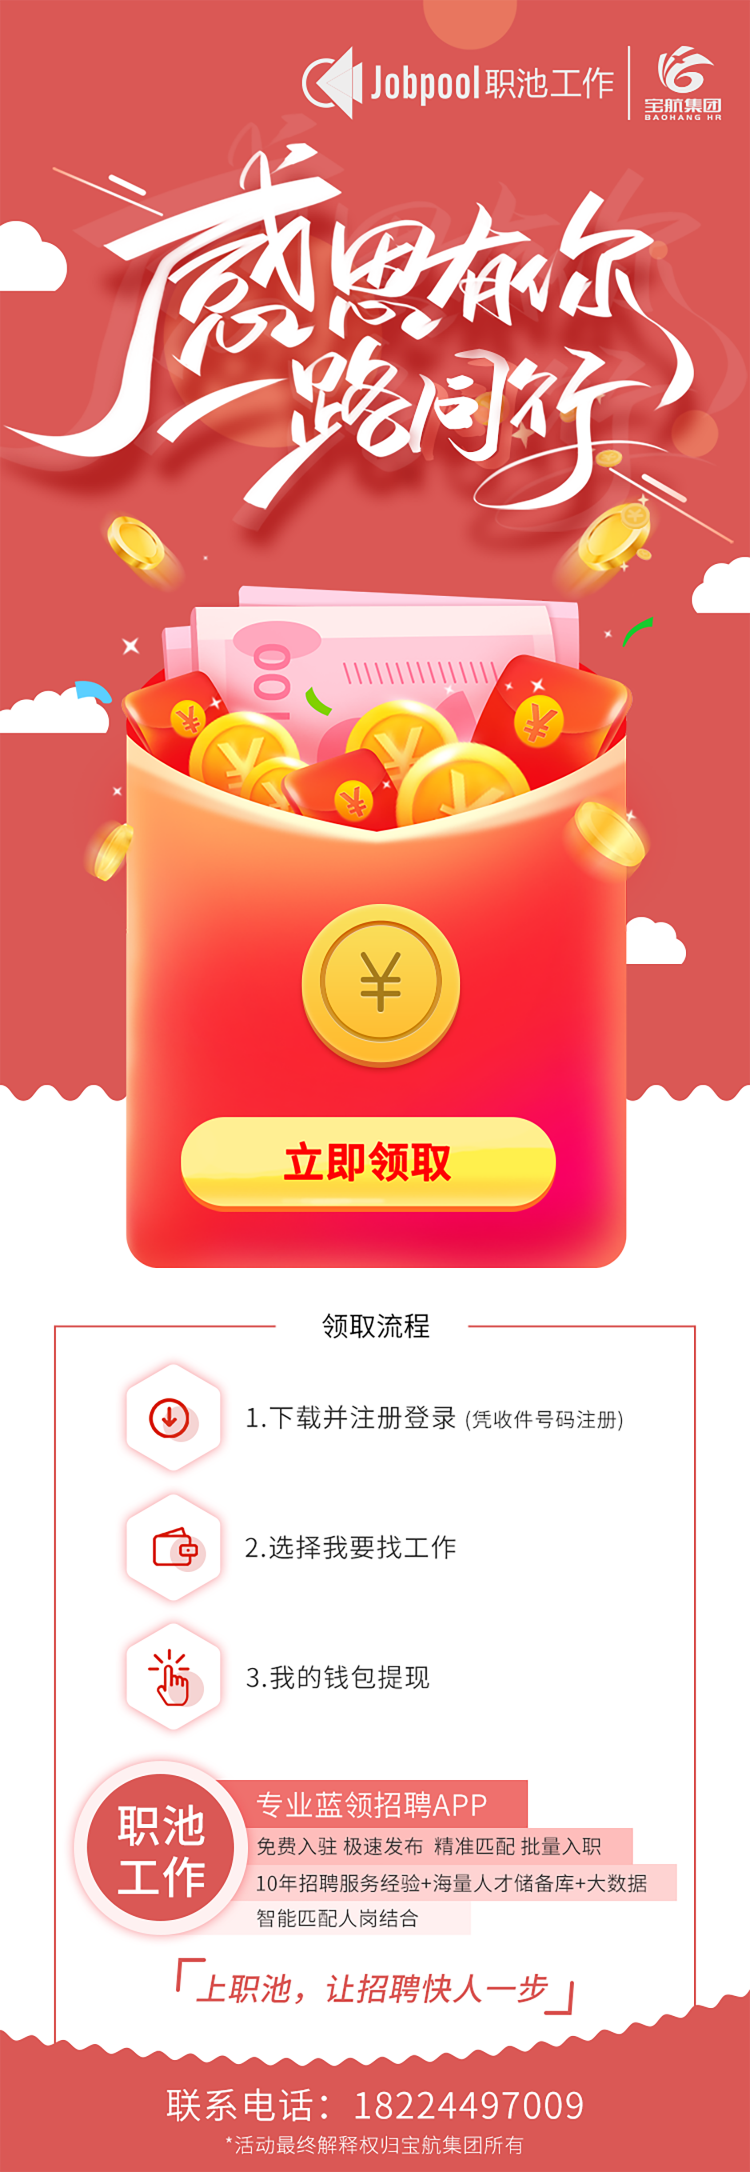 Jobpool职池工作
宝航集团
BAOHANG HR
感恩有你
一路同行
100
¥
¥
¥
¥
¥
¥
¥
¥
立即领取
领取流程
1.下载并注册登录 (凭收件号码注册)
2.选择我要找工作
3.我的钱包提现
职池
工作
专业蓝领招聘APP
免费入驻 极速发布 精准匹配 批量入职
10年招聘服务经验+海量人才储备库+大数据
智能匹配人岗结合
「上职池，让招聘快人一步」
联系电话：18224497009
*活动最终解释权归宝航集团所有